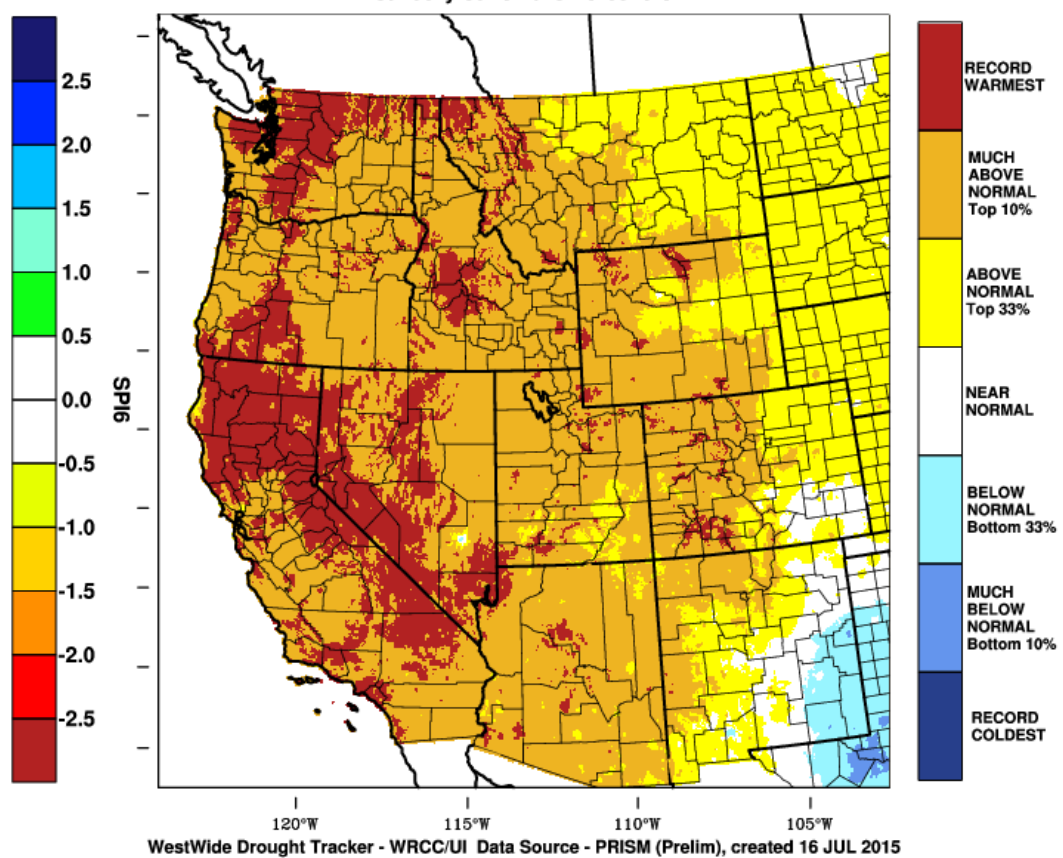 2.5
2.0
1.5
1.0
0.5
0.0
-0.5
-1.0
-1.5
-2.0
-2.5
SPI6
RECORD
WARMEST
MUCH
ABOVE
NORMAL
Top 10%
ABOVE
NORMAL
Top 33%
NEAR
NORMAL
BELOW
NORMAL
Bottom 33%
MUCH
BELOW
NORMAL
Bottom 10%
RECORD
COLDEST
120°W 115°W 110°W 105°W
WestWide Drought Tracker - WRCC/UI Data Source - PRISM (Prelim), created 16 JUL 2015